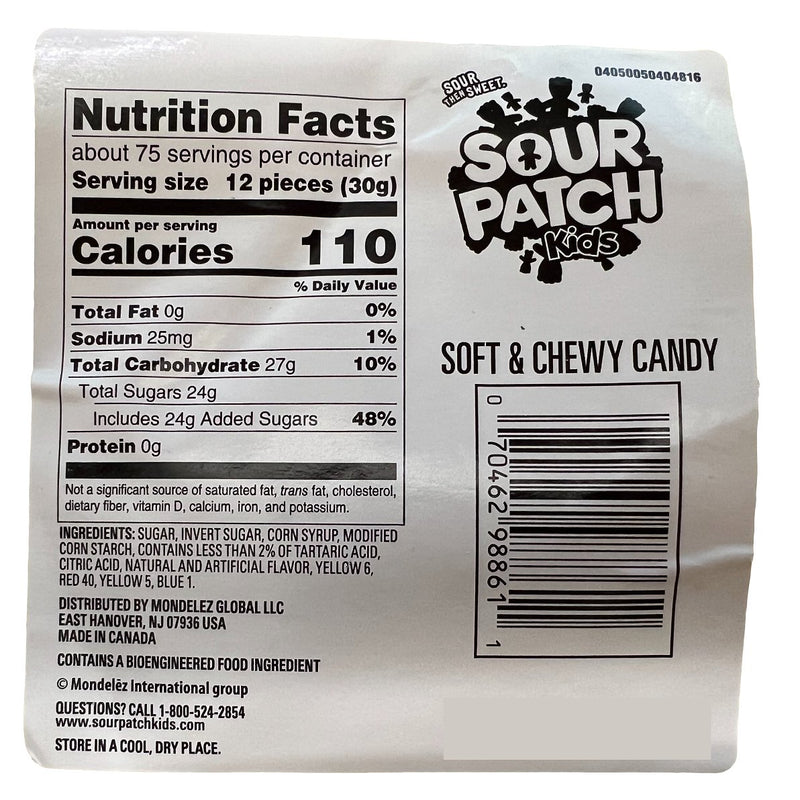 Nutrition Facts
about 75 servings per container
Serving size 12 pieces (30g)
Amount per serving
Calories 110
% Daily Value
Total Fat 0g 0%
Sodium 25mg 1%
Total Carbohydrate 27g 10%
Total Sugars 24g
Includes 24g Added Sugars 48%
Protein 0g
Not a significant source of saturated fat, trans fat, cholesterol,
dietary fiber, vitamin D, calcium, iron, and potassium.
INGREDIENTS: SUGAR, INVERT SUGAR, CORN SYRUP, MODIFIED
CORN STARCH, CONTAINS LESS THAN 2% OF TARTARIC ACID,
CITRIC ACID, NATURAL AND ARTIFICIAL FLAVOR, YELLOW 6,
RED 40, YELLOW 5, BLUE 1.
DISTRIBUTED BY MONDELEZ GLOBAL LLC
EAST HANOVER, NJ 07936 USA
MADE IN CANADA
CONTAINS A BIOENGINEERED FOOD INGREDIENT
© Mondelēz International group
QUESTIONS? CALL 1-800-524-2854
www.sourpatchkids.com
STORE IN A COOL, DRY PLACE.
04050050404816
SOUR
THEN SWEET.
SOUR
PATCH
Kids
SOFT & CHEWY CANDY
0 70462 98861 1